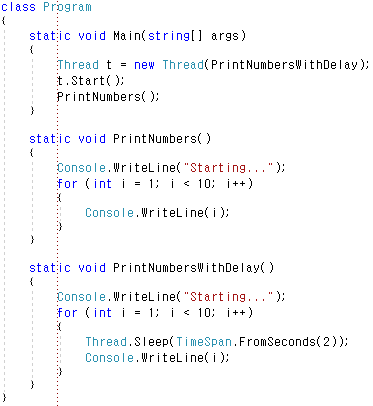 class Program
{
    static void Main(string[] args)
    {
        Thread t = new Thread(PrintNumbersWithDelay);
        t.Start();
        PrintNumbers();
    }

    static void PrintNumbers()
    {
        Console.WriteLine("Starting...");
        for (int i = 1; i < 10; i++)
        {
            Console.WriteLine(i);
        }
    }

    static void PrintNumbersWithDelay()
    {
        Console.WriteLine("Starting...");
        for (int i = 1; i < 10; i++)
        {
            Thread.Sleep(TimeSpan.FromSeconds(2));
            Console.WriteLine(i);
        }
    }
}